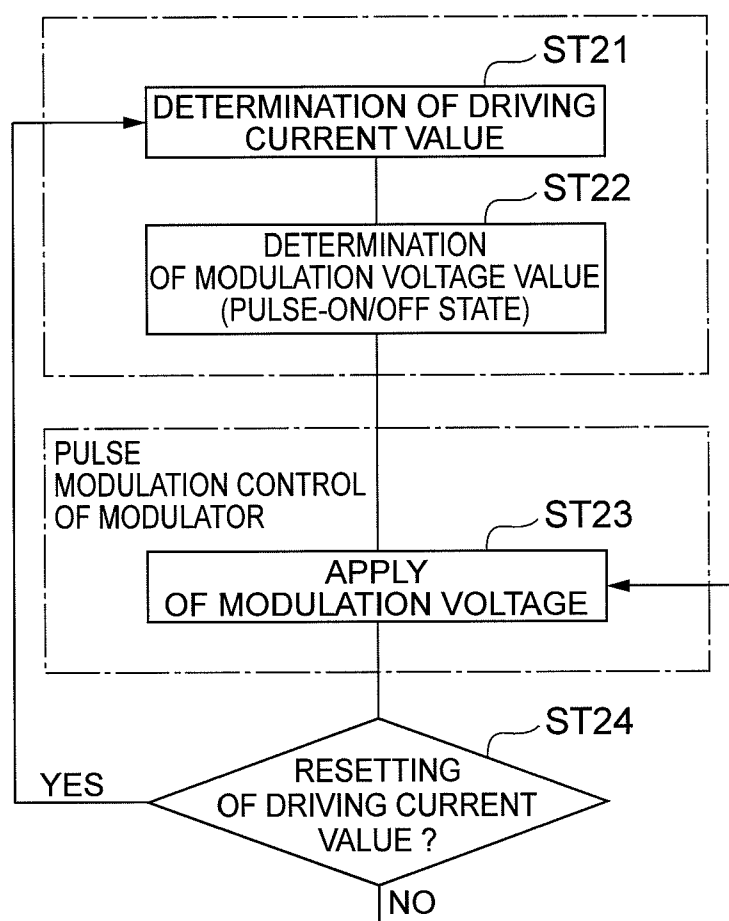 ST21
DETERMINATION OF DRIVING
CURRENT VALUE
ST22
DETERMINATION
OF MODULATION VOLTAGE VALUE
(PULSE-ON/OFF STATE)
PULSE
MODULATION CONTROL
OF MODULATOR
ST23
APPLY
OF MODULATION VOLTAGE
ST24
RESETTING
OF DRIVING CURRENT
VALUE ?
YES
NO